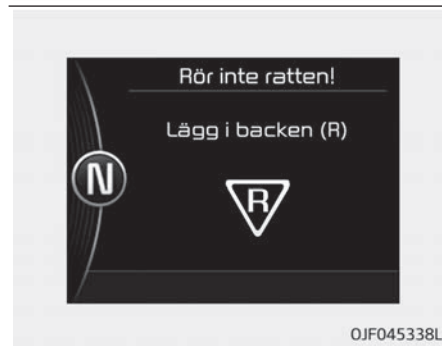 Rör inte ratten!
Lägg i backen (R)
N
R
OJF045338L